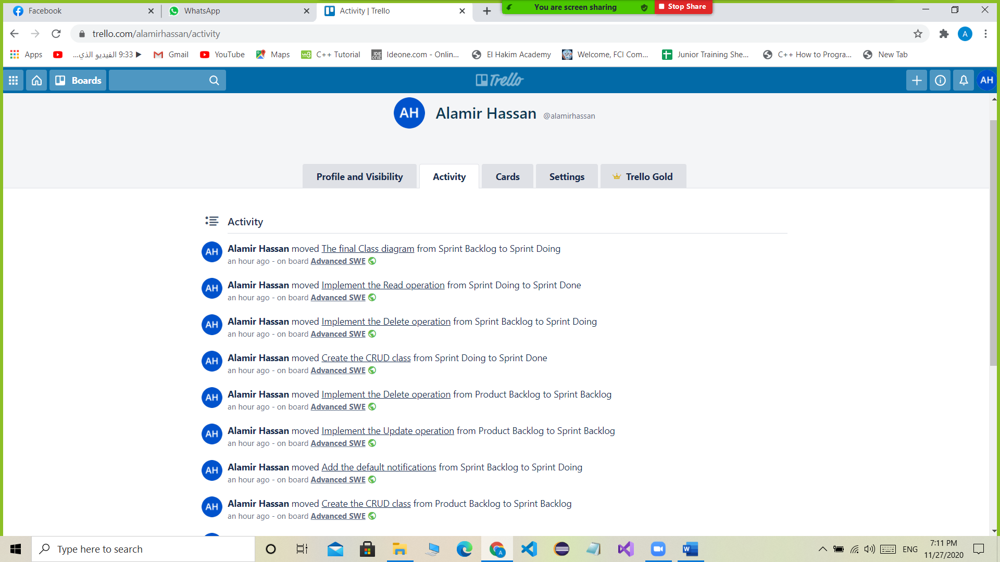 Facebook
WhatsApp
Activity | Trello
You are screen sharing
Stop Share
trello.com/alamirhassan/activity
A
Apps
▶ 9:33 الفيديو الذي...
Gmail
YouTube
Maps
C++ Tutorial
Ideone.com - Onlin...
El Hakim Academy
Welcome, FCI Com...
Junior Training She...
C++ How to Progra...
New Tab
Boards
Trello
AH
AH
Alamir Hassan @alamirhassan
Profile and Visibility
Activity
Cards
Settings
Trello Gold
Activity
AH
Alamir Hassan moved The final Class diagram from Sprint Backlog to Sprint Doing
an hour ago - on board Advanced SWE
AH
Alamir Hassan moved Implement the Read operation from Sprint Doing to Sprint Done
an hour ago - on board Advanced SWE
AH
Alamir Hassan moved Implement the Delete operation from Sprint Backlog to Sprint Doing
an hour ago - on board Advanced SWE
AH
Alamir Hassan moved Create the CRUD class from Sprint Doing to Sprint Done
an hour ago - on board Advanced SWE
AH
Alamir Hassan moved Implement the Delete operation from Product Backlog to Sprint Backlog
an hour ago - on board Advanced SWE
AH
Alamir Hassan moved Implement the Update operation from Product Backlog to Sprint Backlog
an hour ago - on board Advanced SWE
AH
Alamir Hassan moved Add the default notifications from Sprint Backlog to Sprint Doing
an hour ago - on board Advanced SWE
AH
Alamir Hassan moved Create the CRUD class from Product Backlog to Sprint Backlog
an hour ago - on board Advanced SWE
Type here to search
ENG
7:11 PM
11/27/2020